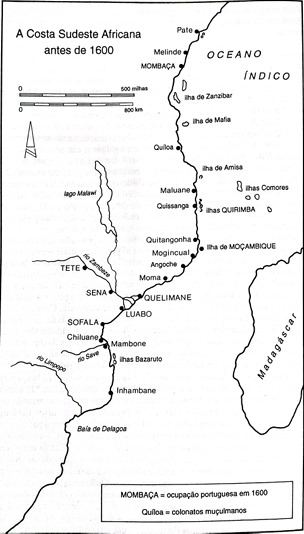 A Costa Sudeste Africana
antes de 1600
Pate
Melinde
OCEANO
MOMBAÇA
ÍNDICO
0 500 milhas
0 800 km
ilha de Zanzibar
ilha de Mafia
Quíloa
ilha de Amisa
lago Malawi
Maluane
ilhas Comores
Quissanga
ilhas QUIRIMBA
Quitangonha
Ilha de MOÇAMBIQUE
Mogincual
Angoche
rio Zambeze
TETE
Moma
SENA
QUELIMANE
LUABO
SOFALA
Chiluane
Mambone
rio Save
rio Limpopo
ilhas Bazaruto
Madagáscar
Inhambane
Baía de Delagoa
MOMBAÇA = ocupação portuguesa em 1600
Quíloa = colonatos muçulmanos